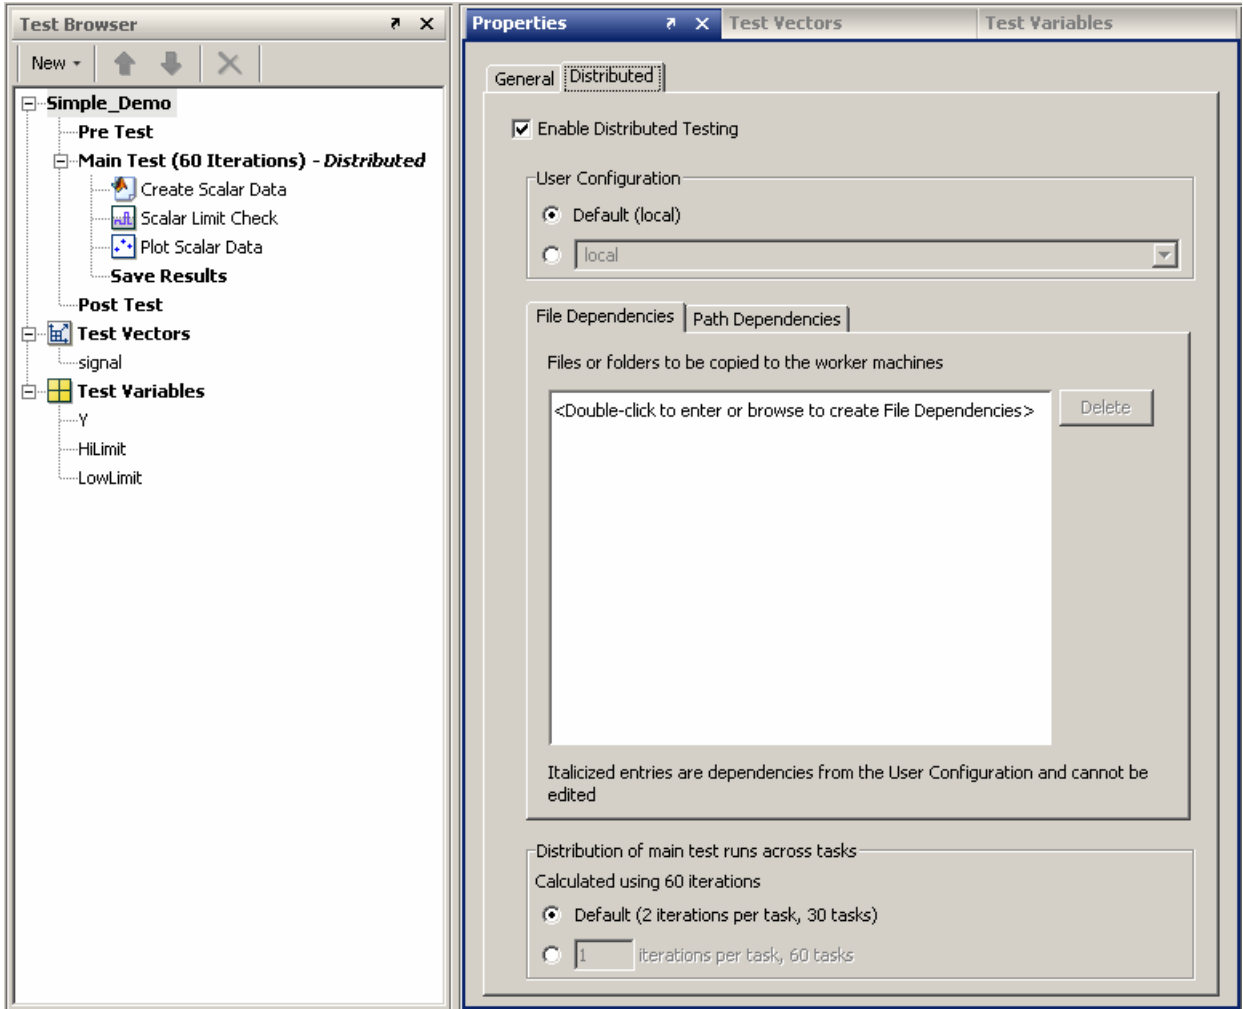 Test Browser
New
Simple_Demo
Pre Test
Main Test (60 Iterations) - Distributed
Create Scalar Data
Scalar Limit Check
Plot Scalar Data
Save Results
Post Test
Test Vectors
signal
Test Variables
Y
HiLimit
LowLimit
Properties
Test Vectors
Test Variables
General
Distributed
Enable Distributed Testing
User Configuration
Default (local)
local
File Dependencies
Path Dependencies
Files or folders to be copied to the worker machines
<Double-click to enter or browse to create File Dependencies>
Delete
Italicized entries are dependencies from the User Configuration and cannot be
edited
Distribution of main test runs across tasks
Calculated using 60 iterations
Default (2 iterations per task, 30 tasks)
1 iterations per task, 60 tasks